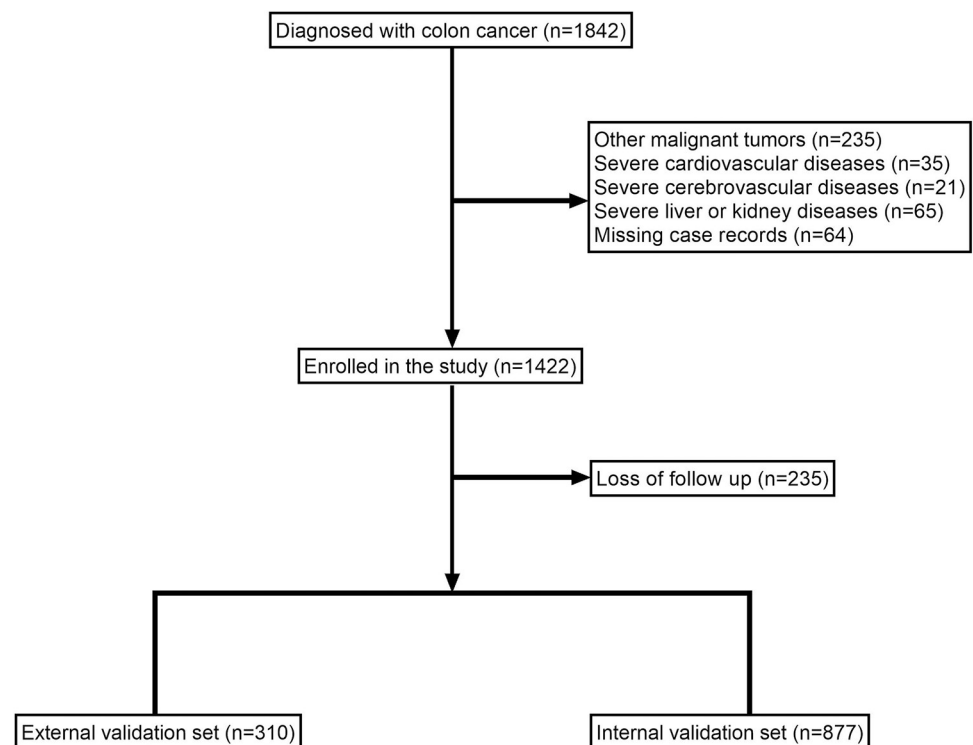 Diagnosed with colon cancer (n=1842)
Other malignant tumors (n=235)
Severe cardiovascular diseases (n=35)
Severe cerebrovascular diseases (n=21)
Severe liver or kidney diseases (n=65)
Missing case records (n=64)
Enrolled in the study (n=1422)
Loss of follow up (n=235)
External validation set (n=310)
Internal validation set (n=877)